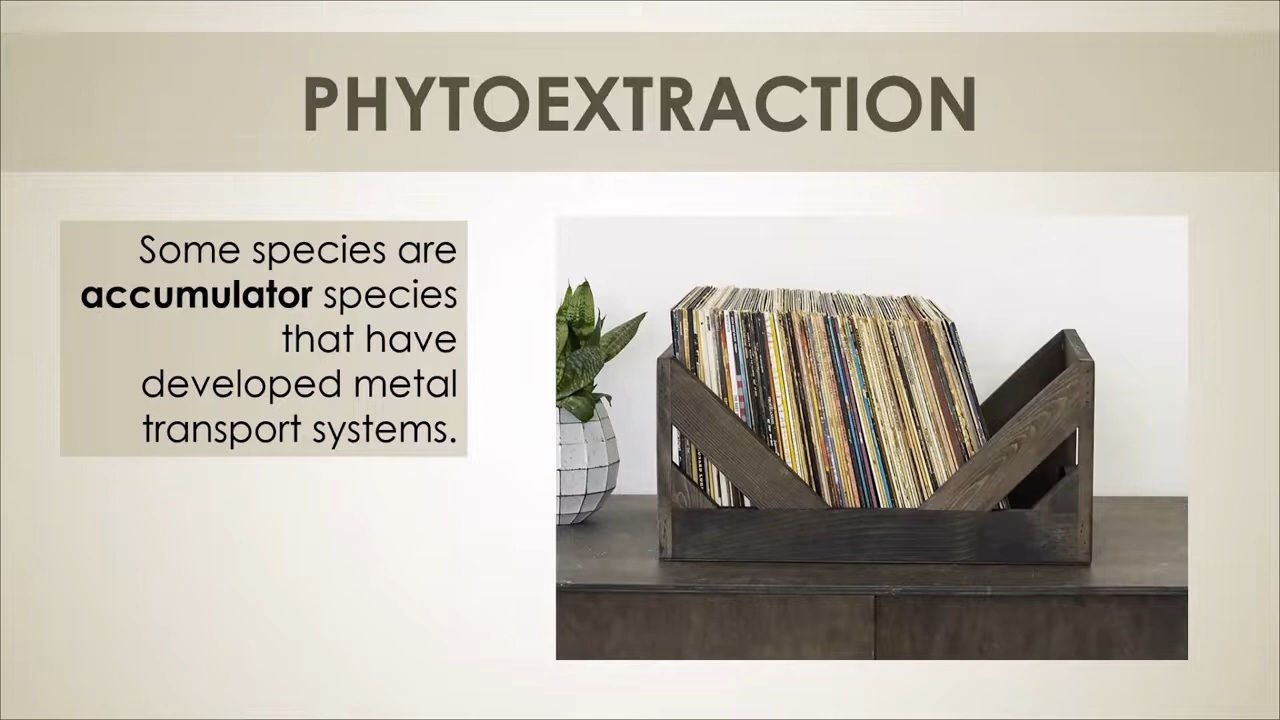 PHYTOEXTRACTION
Some species are
accumulator species
that have
developed metal
transport systems.